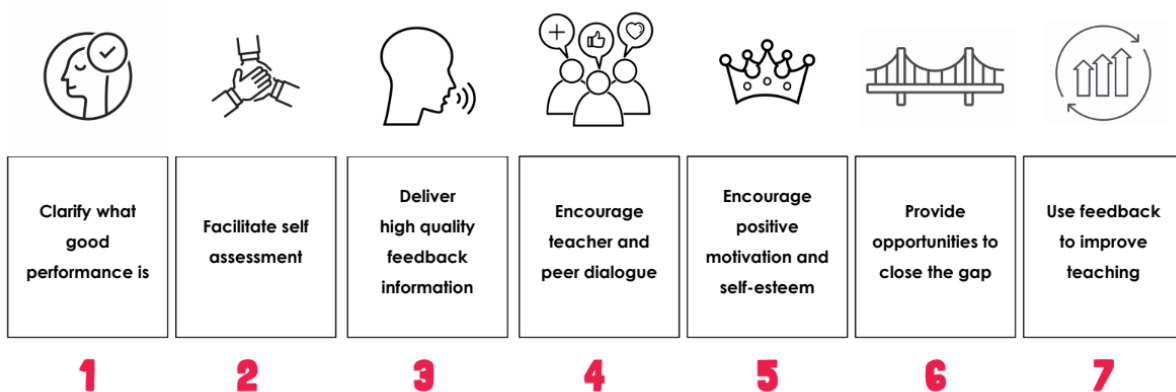 Clarify what
good
performance is
Facilitate self
assessment
Deliver
high quality
feedback
information
Encourage
teacher and
peer dialogue
Encourage
positive
motivation and
self-esteem
Provide
opportunities to
close the gap
Use feedback
to improve
teaching
1
2
3
4
5
6
7